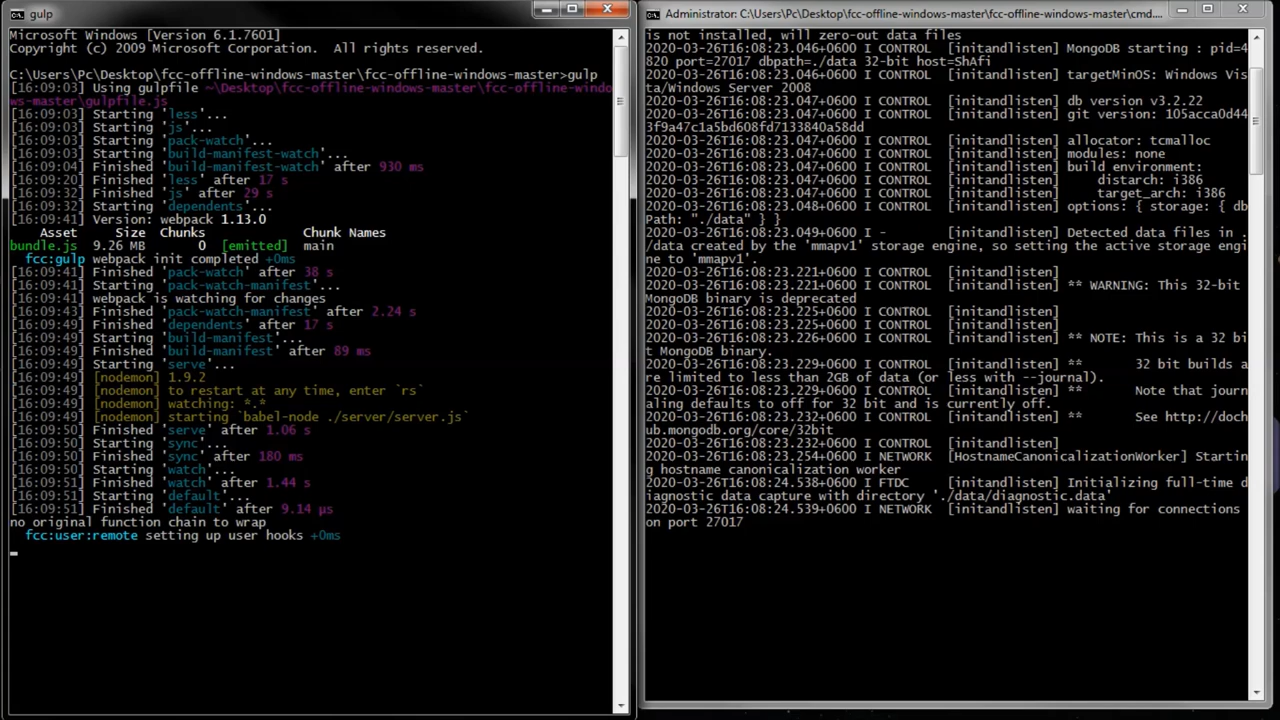 gulp
Microsoft Windows [Version 6.1.7601]
Copyright (c) 2009 Microsoft Corporation.  All rights reserved.
C:\Users\Pc\Desktop\fcc-offline-windows-master\fcc-offline-windows-master>gulp
[16:09:03] Using gulpfile ~\Desktop\fcc-offline-windows-master\fcc-offline-windo
ws-master\gulpfile.js
[16:09:03] Starting 'less'...
[16:09:03] Starting 'js'...
[16:09:03] Starting 'pack-watch'...
[16:09:03] Starting 'build-manifest-watch'...
[16:09:04] Finished 'build-manifest-watch' after 930 ms
[16:09:20] Finished 'less' after 17 s
[16:09:32] Finished 'js' after 29 s
[16:09:32] Starting 'dependents'...
[16:09:41] Version: webpack 1.13.0
Asset Size Chunks Chunk Names
bundle.js 9.26 MB 0 [emitted] main
fcc:gulp webpack init completed +0ms
[16:09:41] Finished 'pack-watch' after 38 s
[16:09:41] Starting 'pack-watch-manifest'...
[16:09:41] webpack is watching for changes
[16:09:43] Finished 'pack-watch-manifest' after 2.24 s
[16:09:49] Finished 'dependents' after 17 s
[16:09:49] Starting 'build-manifest'...
[16:09:49] Finished 'build-manifest' after 89 ms
[16:09:49] Starting 'serve'...
[16:09:49] [nodemon] 1.9.2
[16:09:49] [nodemon] to restart at any time, enter `rs`
[16:09:49] [nodemon] watching: *.*
[16:09:49] [nodemon] starting `babel-node ./server/server.js`
[16:09:50] Finished 'serve' after 1.06 s
[16:09:50] Starting 'sync'...
[16:09:50] Finished 'sync' after 180 ms
[16:09:50] Starting 'watch'...
[16:09:51] Finished 'watch' after 1.44 s
[16:09:51] Starting 'default'...
[16:09:51] Finished 'default' after 9.14 μs
no original function chain to wrap
fcc:user:remote setting up user hooks +0ms
Administrator: C:\Users\Pc\Desktop\fcc-offline-windows-master\fcc-offline-windows-master\cmd....
is not installed, will zero-out data files
2020-03-26T16:08:23.046+0600 I CONTROL  [initandlisten] MongoDB starting : pid=4
820 port=27017 dbpath=./data 32-bit host=ShAfi
2020-03-26T16:08:23.046+0600 I CONTROL  [initandlisten] targetMinOS: Windows Vis
ta/Windows Server 2008
2020-03-26T16:08:23.047+0600 I CONTROL  [initandlisten] db version v3.2.22
2020-03-26T16:08:23.047+0600 I CONTROL  [initandlisten] git version: 105acca0d44
3f9a47c1a5bd608fd7133840a58dd
2020-03-26T16:08:23.047+0600 I CONTROL  [initandlisten] allocator: tcmalloc
2020-03-26T16:08:23.047+0600 I CONTROL  [initandlisten] modules: none
2020-03-26T16:08:23.047+0600 I CONTROL  [initandlisten] build environment:
2020-03-26T16:08:23.047+0600 I CONTROL  [initandlisten]     distarch: i386
2020-03-26T16:08:23.047+0600 I CONTROL  [initandlisten]     target_arch: i386
2020-03-26T16:08:23.048+0600 I CONTROL  [initandlisten] options: { storage: { db
Path: "./data" } }
2020-03-26T16:08:23.049+0600 I -        [initandlisten] Detected data files in .
/data created by the 'mmapv1' storage engine, so setting the active storage engi
ne to 'mmapv1'.
2020-03-26T16:08:23.221+0600 I CONTROL  [initandlisten]
2020-03-26T16:08:23.221+0600 I CONTROL  [initandlisten] ** WARNING: This 32-bit
MongoDB binary is deprecated
2020-03-26T16:08:23.225+0600 I CONTROL  [initandlisten]
2020-03-26T16:08:23.225+0600 I CONTROL  [initandlisten]
2020-03-26T16:08:23.225+0600 I CONTROL  [initandlisten] ** NOTE: This is a 32 bi
t MongoDB binary.
2020-03-26T16:08:23.229+0600 I CONTROL  [initandlisten] **       32 bit builds a
re limited to less than 2GB of data (or less with --journal).
2020-03-26T16:08:23.229+0600 I CONTROL  [initandlisten] **       Note that journ
aling defaults to off for 32 bit and is currently off.
2020-03-26T16:08:23.232+0600 I CONTROL  [initandlisten] **       See http://doch
ub.mongodb.org/core/32bit
2020-03-26T16:08:23.233+0600 I CONTROL  [initandlisten]
2020-03-26T16:08:23.254+0600 I NETWORK  [HostnameCanonicalizationWorker] Startin
g hostname canonicalization worker
2020-03-26T16:08:24.538+0600 I FTDC     [initandlisten] Initializing full-time d
iagnostic data capture with directory './data/diagnostic.data'
2020-03-26T16:08:24.539+0600 I NETWORK  [initandlisten] waiting for connections
on port 27017